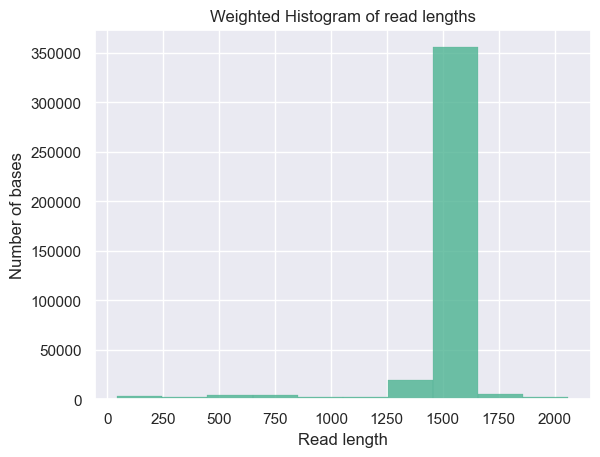 Weighted Histogram of read lengths
350000
300000
250000
200000
150000
100000
50000
0
Number of bases
0 250 500 750 1000 1250 1500 1750 2000
Read length